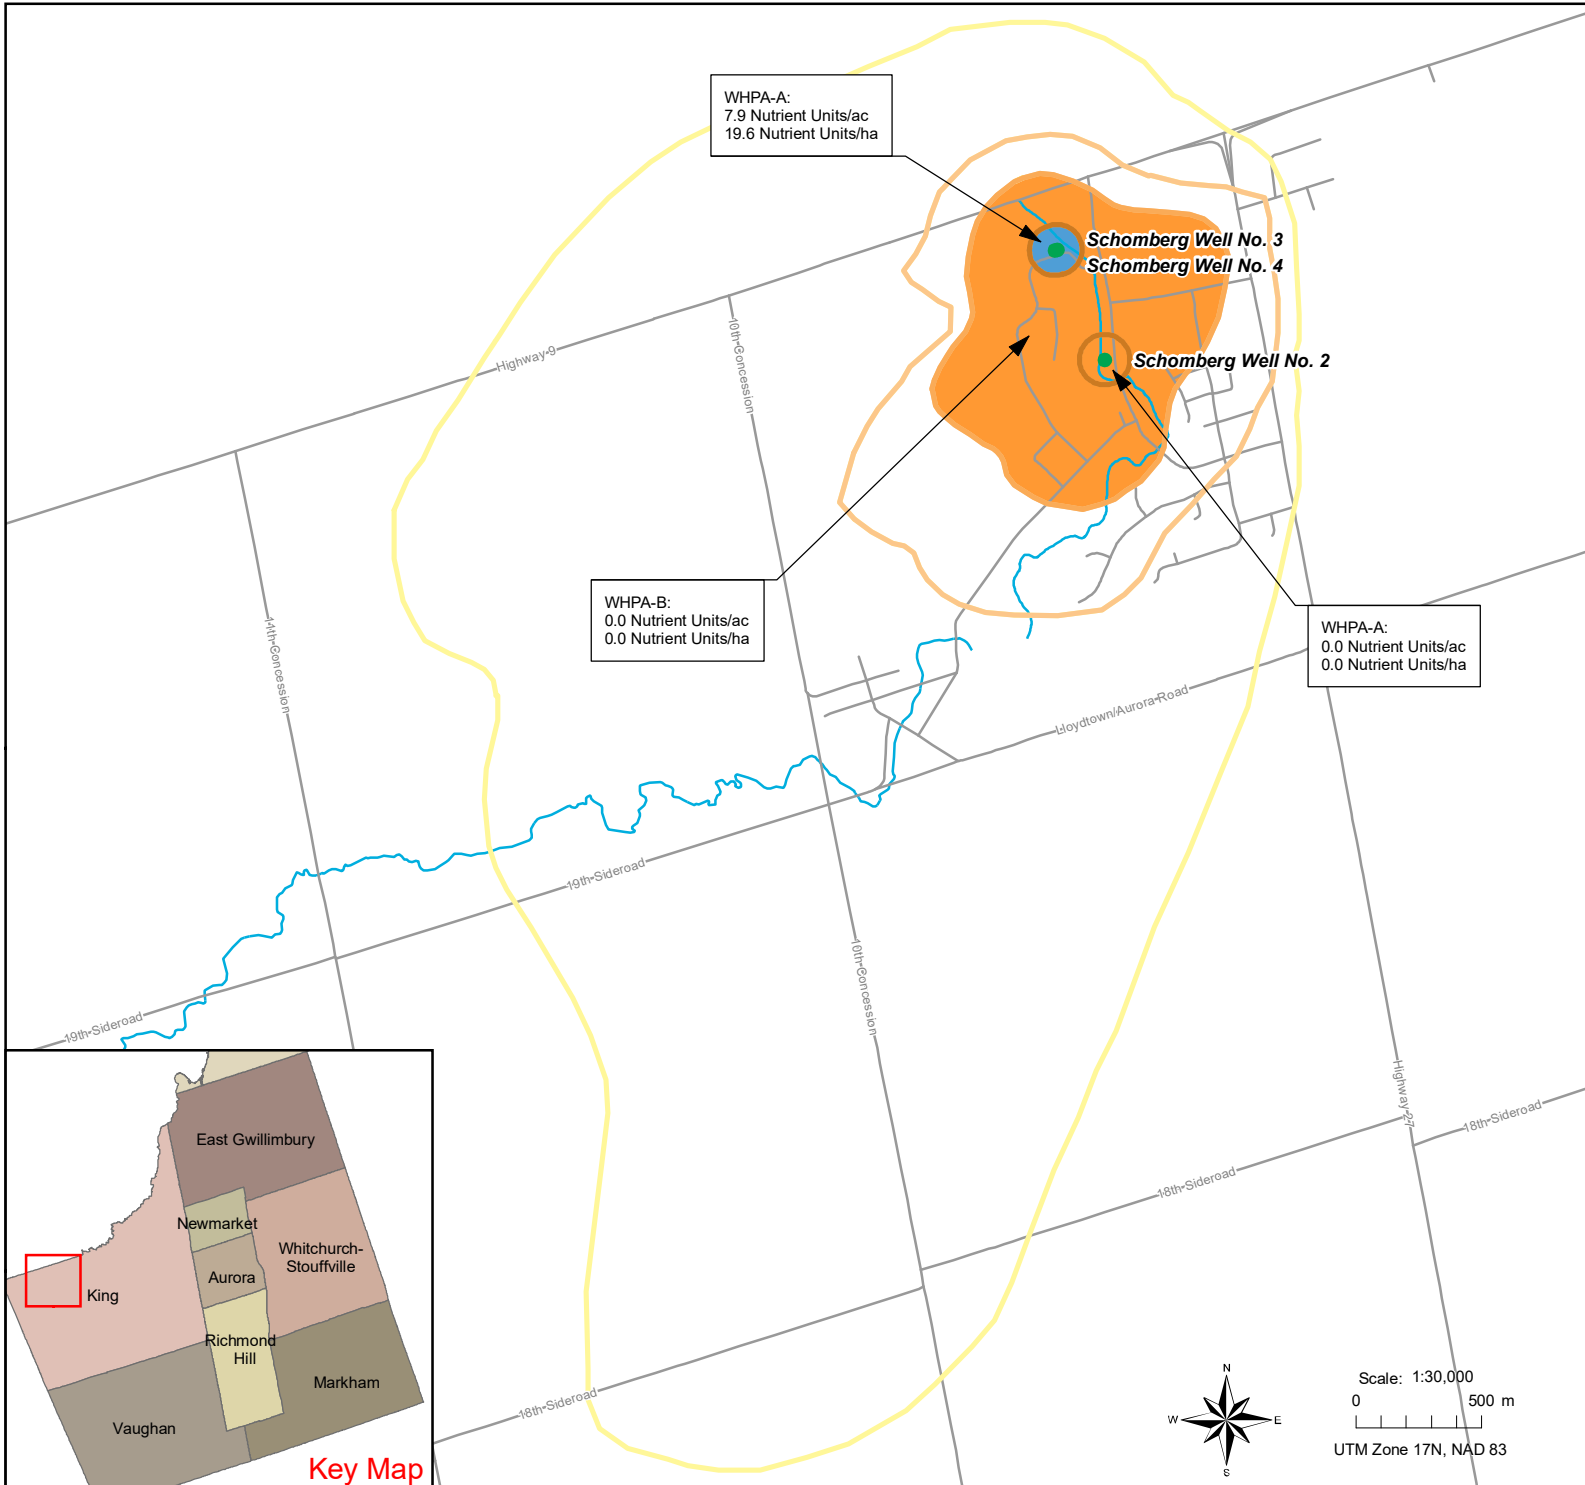 WHPA-A:
7.9 Nutrient Units/ac
19.6 Nutrient Units/ha
Schomberg Well No. 3
Schomberg Well No. 4
Schomberg Well No. 2
Highway 9
10th Concession
WHPA-B:
0.0 Nutrient Units/ac
0.0 Nutrient Units/ha
WHPA-A:
0.0 Nutrient Units/ac
0.0 Nutrient Units/ha
11th Concession
Lloydtown/Aurora Road
19th Sideroad
10th Concession
19th Sideroad
Highway 27
18th Sideroad
18th Sideroad
18th Sideroad
East Gwillimbury
Newmarket
Whitchurch-
Stouffville
Aurora
King
Richmond
Hill
Markham
Vaughan
Key Map
N
W
E
S
Scale: 1:30,000
0 500 m
UTM Zone 17N, NAD 83